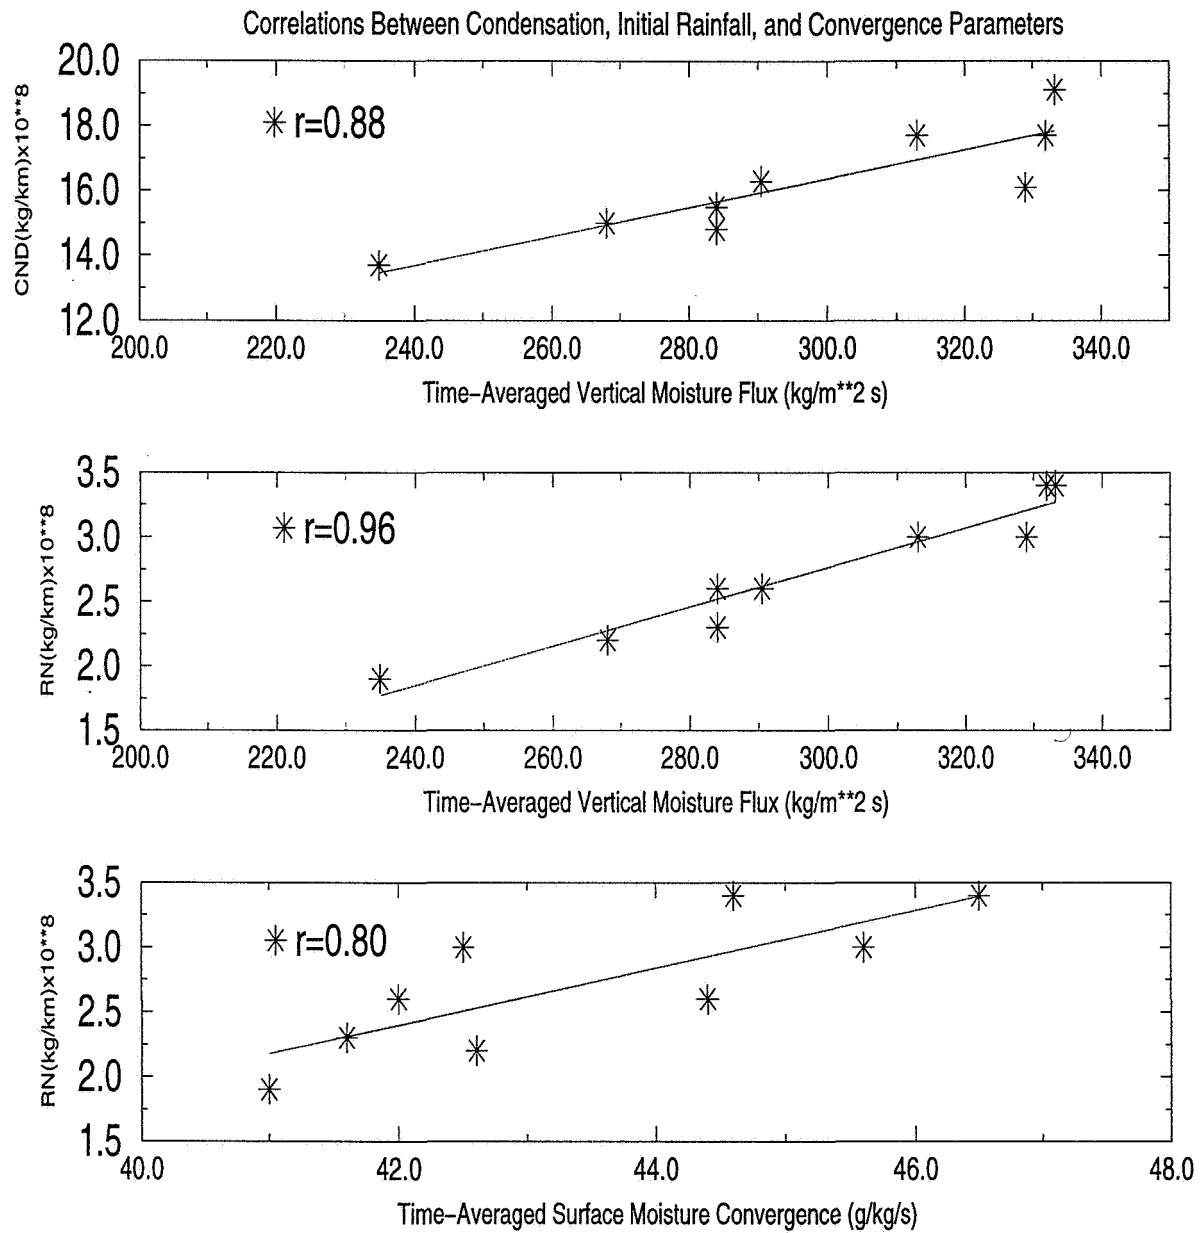 Correlations Between Condensation, Initial Rainfall, and Convergence Parameters
CND(kg/km)x10**8
20.0
18.0
16.0
14.0
12.0
r=0.88
200.0 220.0 240.0 260.0 280.0 300.0 320.0 340.0
Time–Averaged Vertical Moisture Flux (kg/m**2 s)
RN(kg/km)x10**8
3.5
3.0
2.5
2.0
1.5
r=0.96
200.0 220.0 240.0 260.0 280.0 300.0 320.0 340.0
Time–Averaged Vertical Moisture Flux (kg/m**2 s)
RN(kg/km)x10**8
3.5
3.0
2.5
2.0
1.5
r=0.80
40.0 42.0 44.0 46.0 48.0
Time–Averaged Surface Moisture Convergence (g/kg/s)